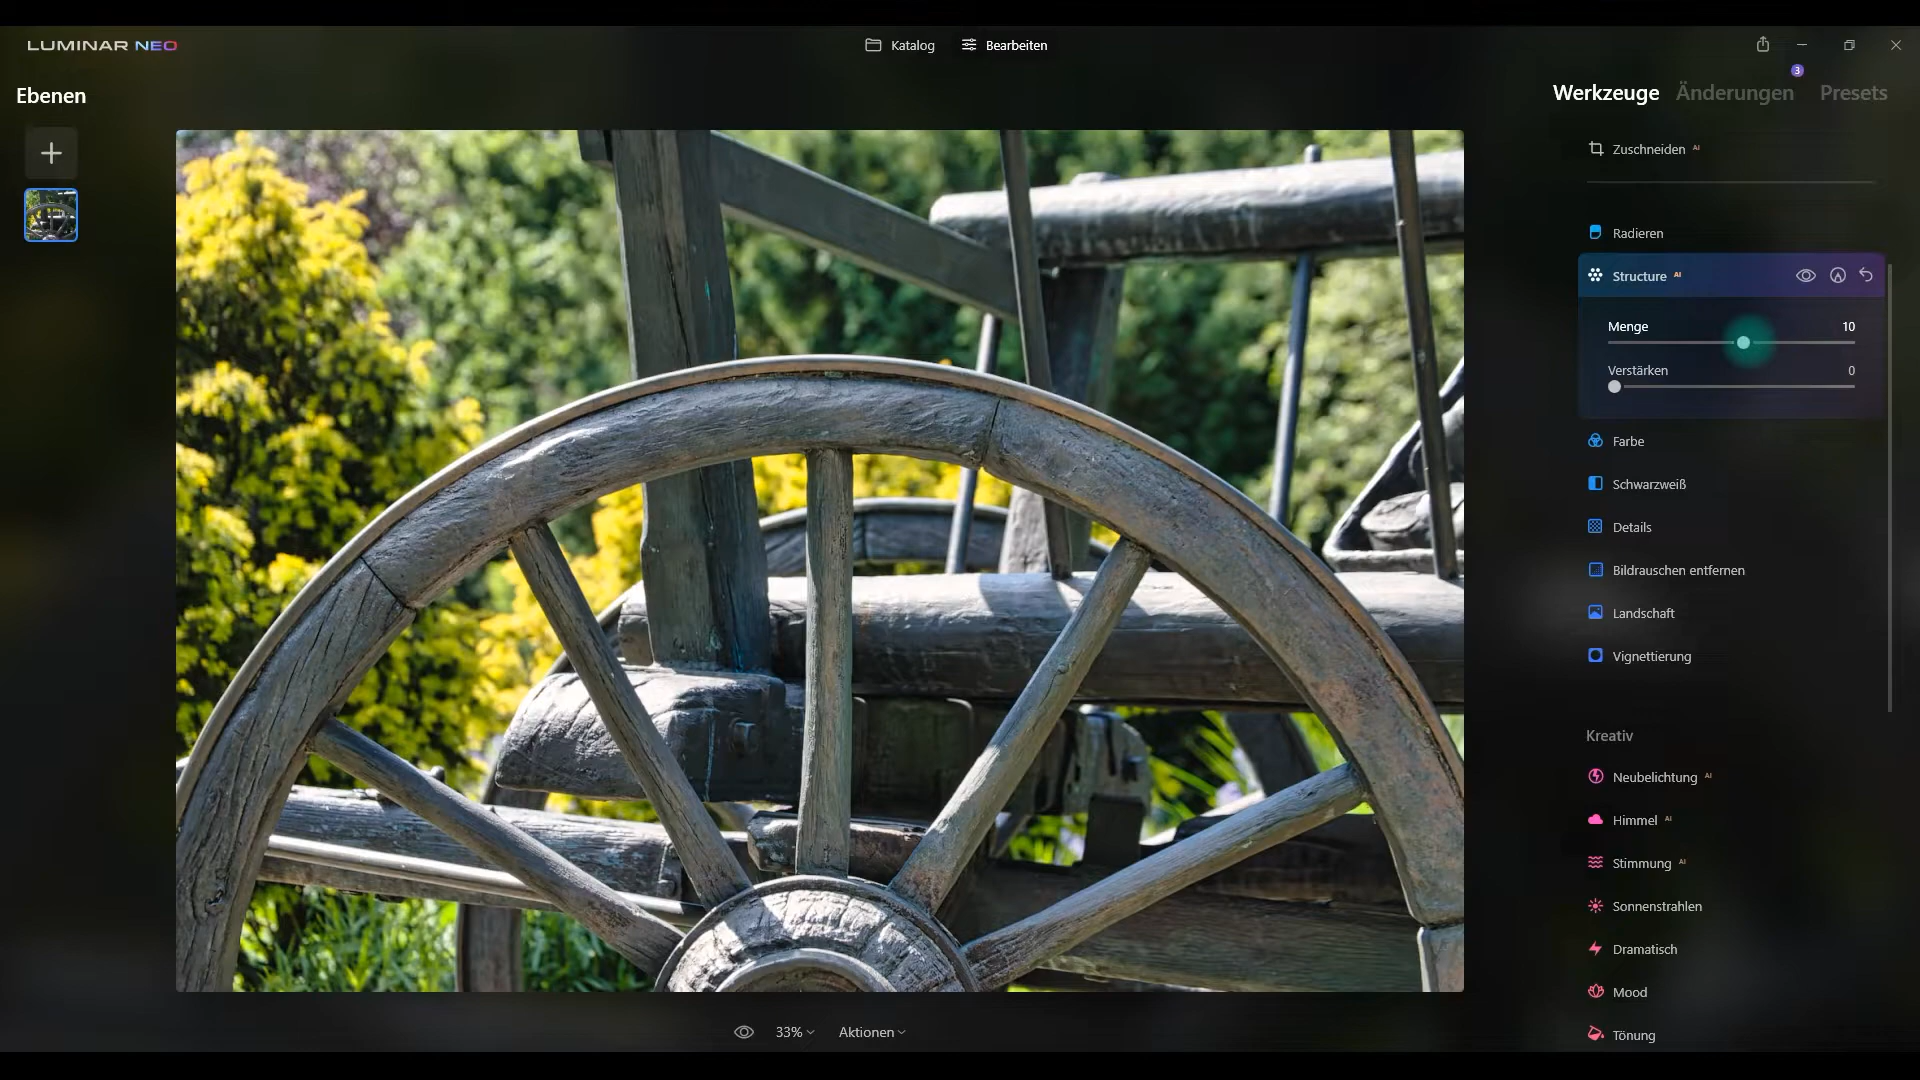 LUMINAR NEO
Katalog
Bearbeiten
3
Ebenen
Werkzeuge
Änderungen
Presets
Zuschneiden AI
Radieren
Structure AI
Menge 10
Verstärken 0
Farbe
Schwarzweiß
Details
Bildrauschen entfernen
Landschaft
Vignettierung
Kreativ
Neubelichtung AI
Himmel AI
Stimmung AI
Sonnenstrahlen
Dramatisch
Mood
Tönung
33%
Aktionen